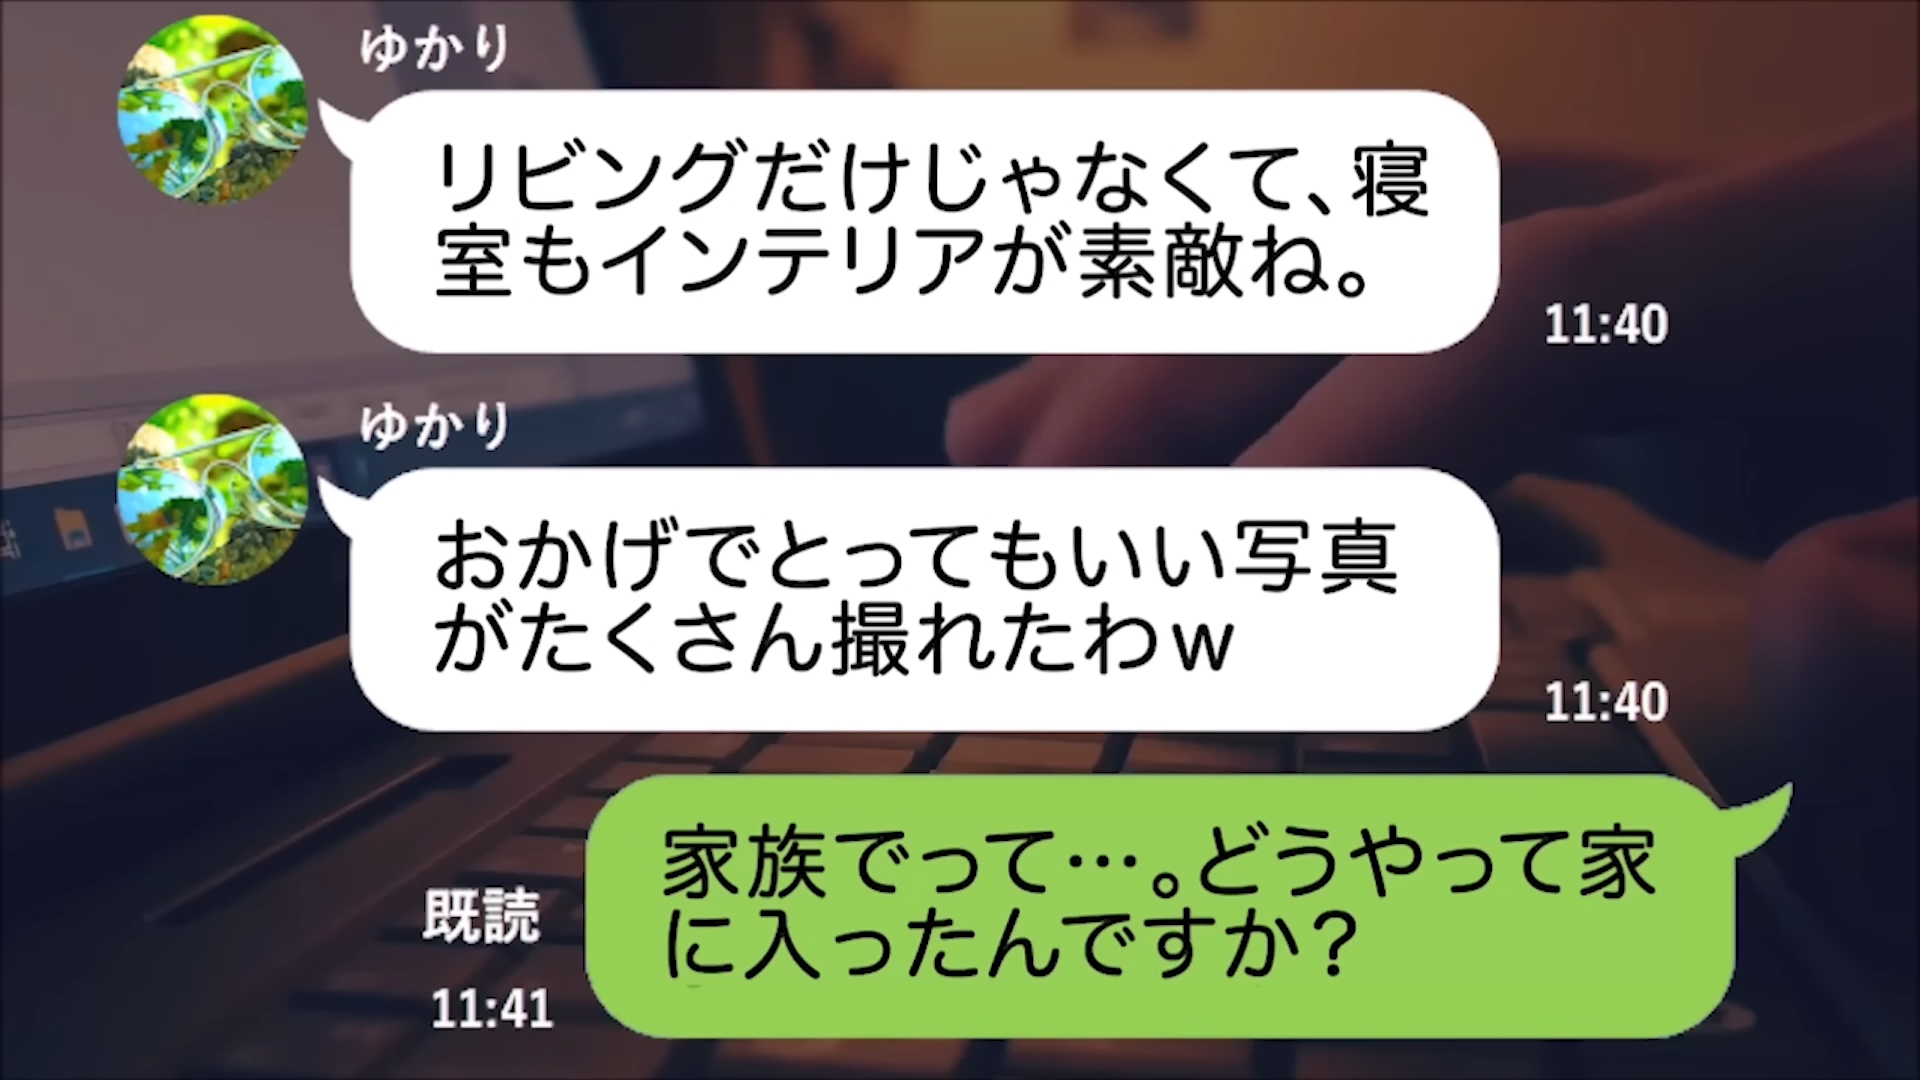 ゆかり
リビングだけじゃなくて、寝
室もインテリアが素敵ね。
11:40
ゆかり
おかげでとってもいい写真
がたくさん撮れたわw
11:40
家族でって…。どうやって家
に入ったんですか？
既読
11:41